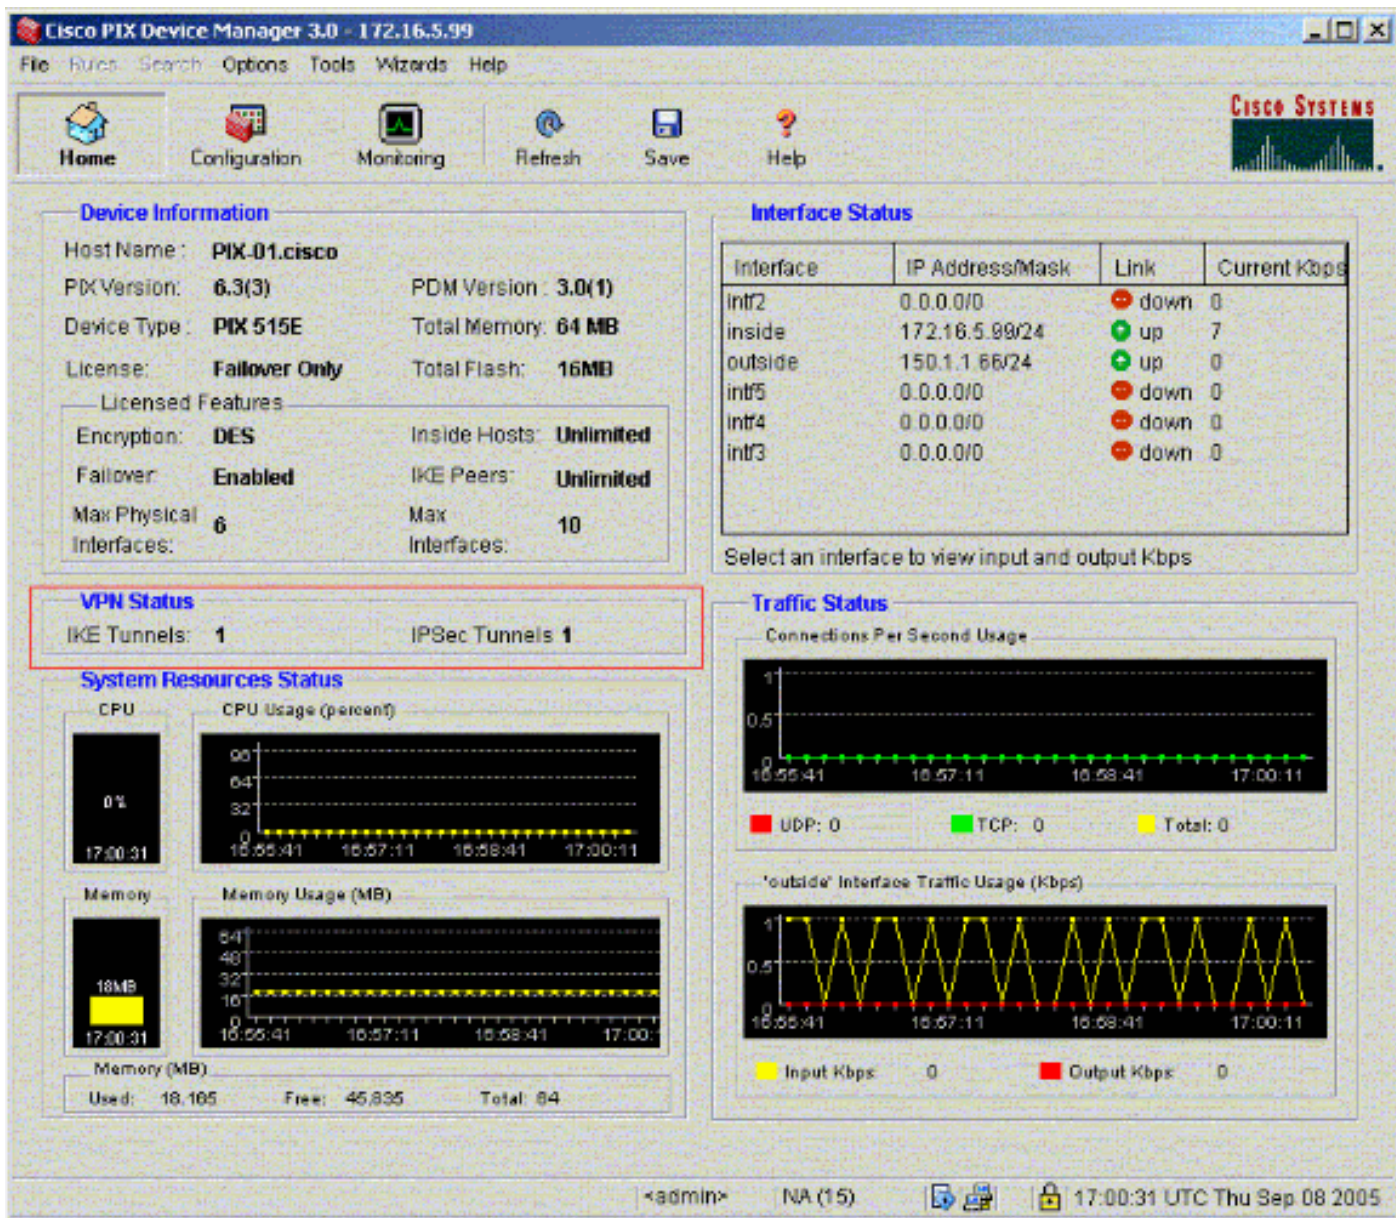 Cisco PIX Device Manager 3.0 - 172.16.5.99
File Rules Search Options Tools Wizards Help
Home Configuration Monitoring Refresh Save Help
CISCO SYSTEMS
Device Information
Host Name : PIX-01.cisco
PIX Version: 6.3(3) PDM Version : 3.0(1)
Device Type : PIX 515E Total Memory: 64 MB
License: Failover Only Total Flash: 16MB
Licensed Features
Encryption: DES Inside Hosts: Unlimited
Failover: Enabled IKE Peers: Unlimited
Max Physical Interfaces: 6 Max Interfaces: 10
Interface Status
Interface IP Address/Mask Link Current Kbps
intf2 0.0.0.0/0 down 0
inside 172.16.5.99/24 up 7
outside 150.1.1.66/24 up 0
intf5 0.0.0.0/0 down 0
intf4 0.0.0.0/0 down 0
intf3 0.0.0.0/0 down 0
Select an interface to view input and output Kbps
VPN Status
IKE Tunnels: 1 IPSec Tunnels 1
System Resources Status
CPU
0%
17:00:31
CPU Usage (percent)
96
64
32
0
16:55:41 16:57:11 16:58:41 17:00:11
Memory
18MB
17:00:31
Memory Usage (MB)
64
48
32
16
0
16:55:41 16:57:11 16:58:41 17:00:
Memory (MB)
Used: 18.165 Free: 45.835 Total: 64
Traffic Status
Connections Per Second Usage
1
0.5
0
16:55:41 16:57:11 16:58:41 17:00:11
UDP: 0 TCP: 0 Total: 0
'outside' Interface Traffic Usage (Kbps)
1
0.5
0
16:55:41 16:57:11 16:58:41 17:00:11
Input Kbps: 0 Output Kbps: 0
<admin> NA (15) 17:00:31 UTC Thu Sep 08 2005